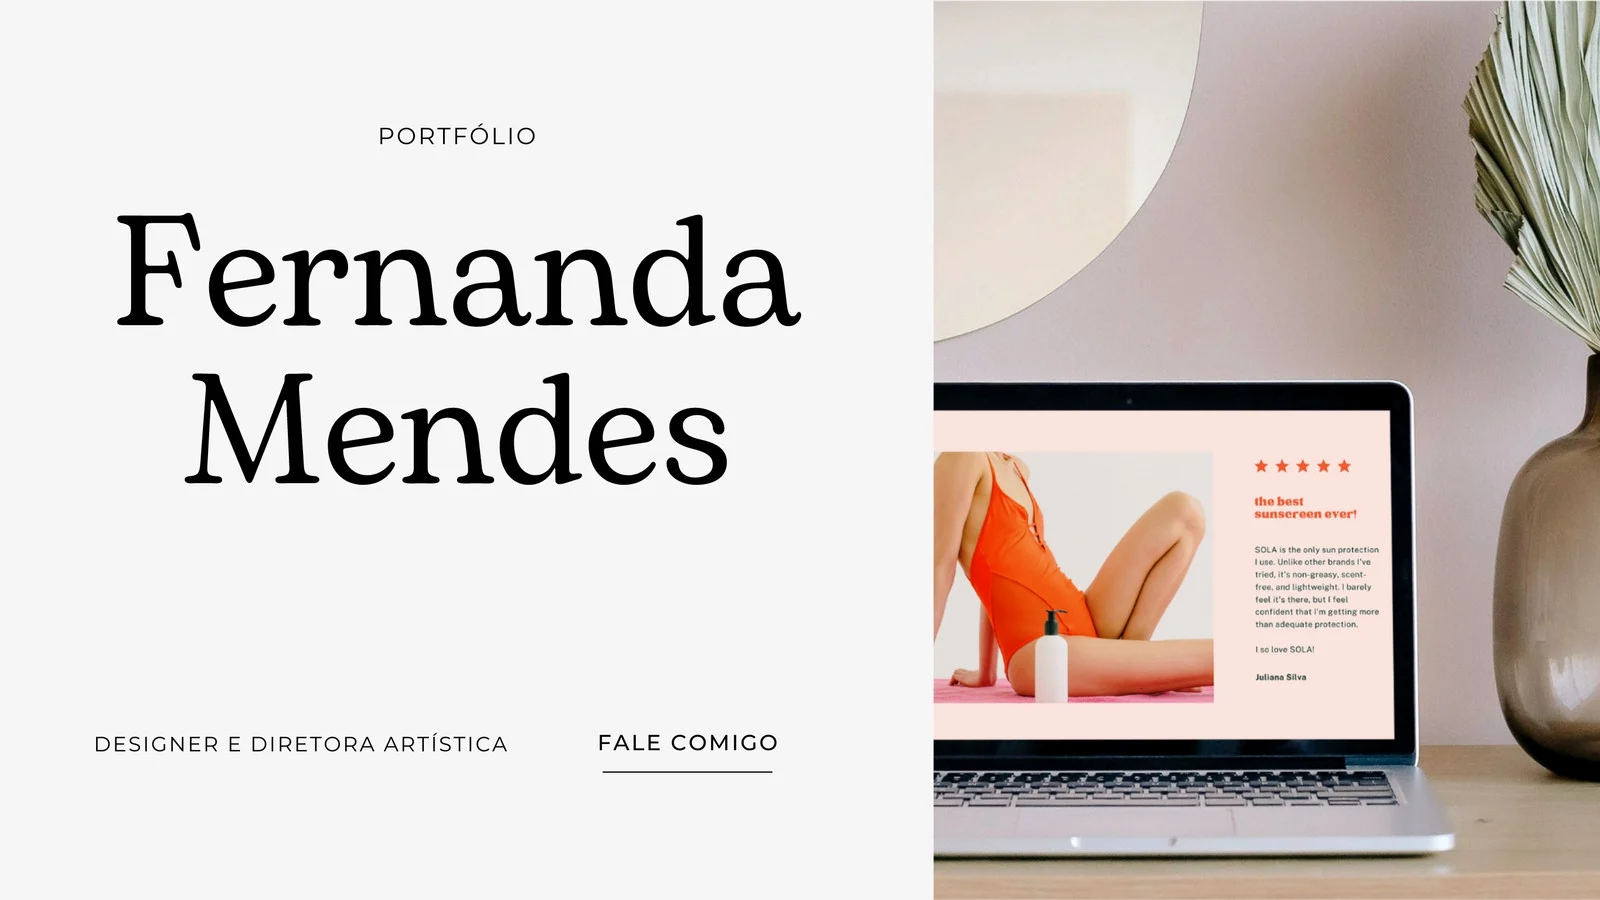 PORTFÓLIO
Fernanda
Mendes
DESIGNER E DIRETORA ARTÍSTICA
FALE COMIGO
the best
sunscreen ever!
SOLA is the only sun protection
I use. Unlike other brands I've
tried, it's non-greasy, scent-
free, and lightweight. I barely
feel it's there, but I feel
confident that I'm getting more
than adequate protection.
I so love SOLA!
Juliana Silva